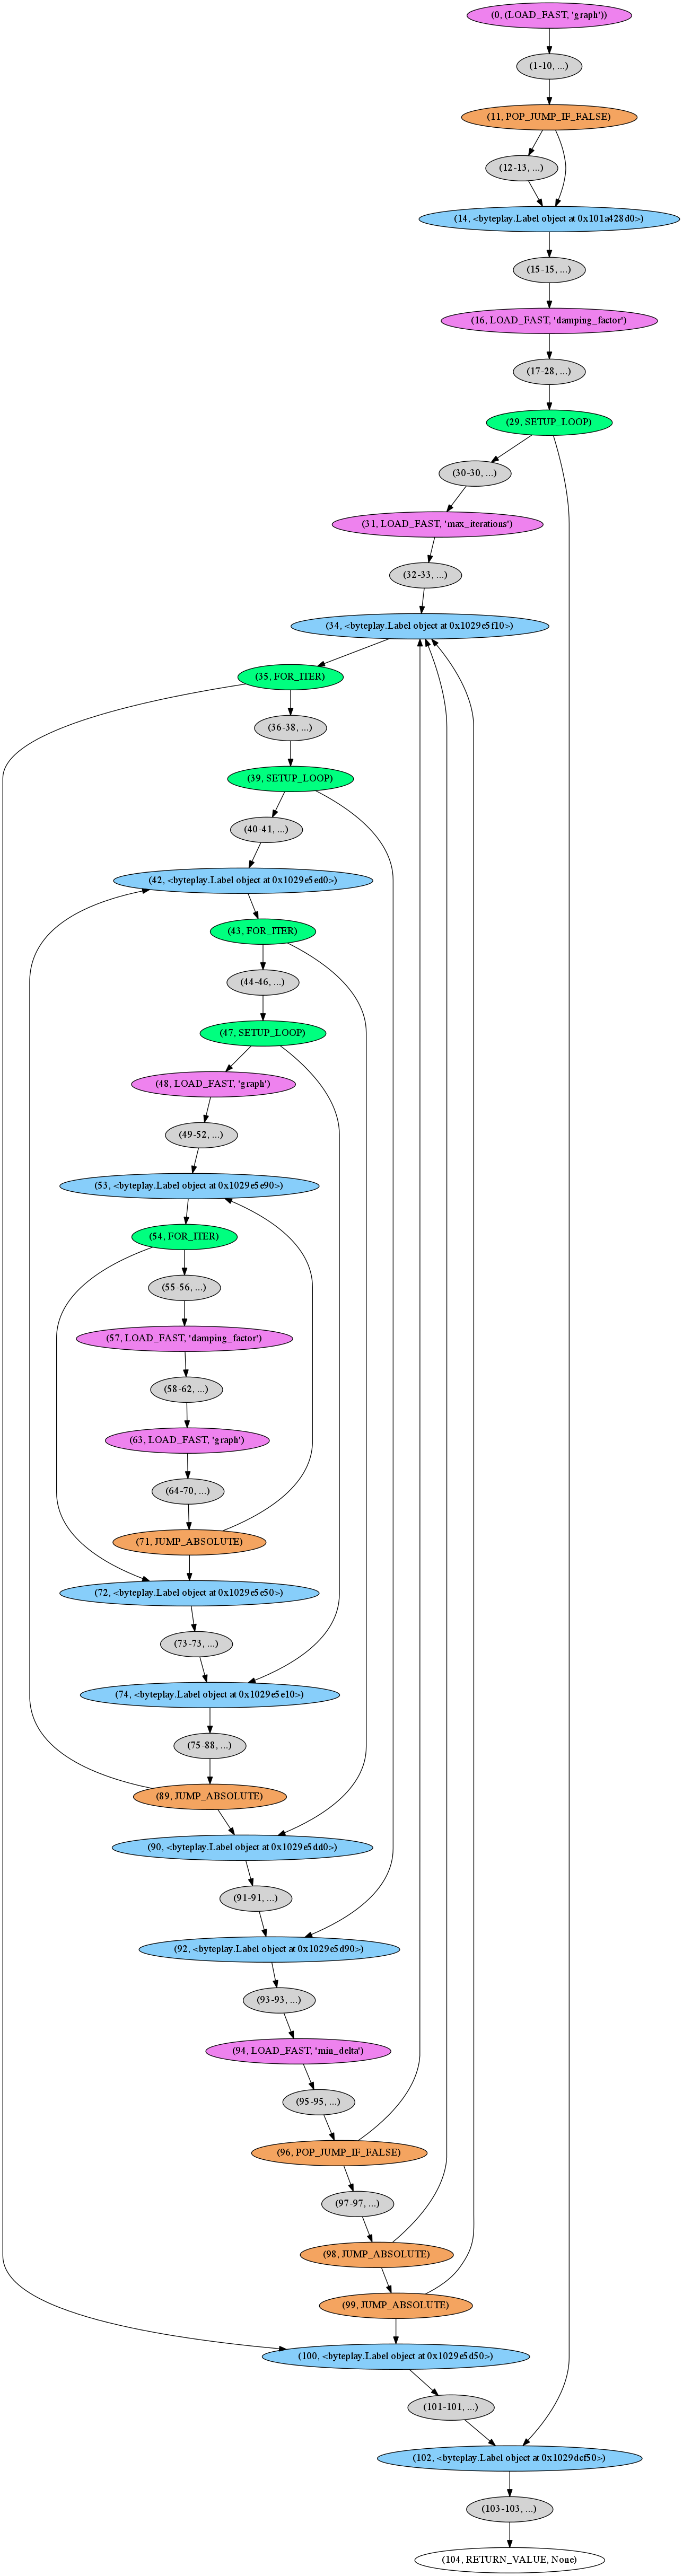 (0, (LOAD_FAST, 'graph'))
(1-10, ...)
(11, POP_JUMP_IF_FALSE)
(12-13, ...)
(14, <byteplay.Label object at 0x101a428d0>)
(15-15, ...)
(16, LOAD_FAST, 'damping_factor')
(17-28, ...)
(29, SETUP_LOOP)
(30-30, ...)
(31, LOAD_FAST, 'max_iterations')
(32-33, ...)
(34, <byteplay.Label object at 0x1029e5f10>)
(35, FOR_ITER)
(36-38, ...)
(39, SETUP_LOOP)
(40-41, ...)
(42, <byteplay.Label object at 0x1029e5ed0>)
(43, FOR_ITER)
(44-46, ...)
(47, SETUP_LOOP)
(48, LOAD_FAST, 'graph')
(49-52, ...)
(53, <byteplay.Label object at 0x1029e5e90>)
(54, FOR_ITER)
(55-56, ...)
(57, LOAD_FAST, 'damping_factor')
(58-62, ...)
(63, LOAD_FAST, 'graph')
(64-70, ...)
(71, JUMP_ABSOLUTE)
(72, <byteplay.Label object at 0x1029e5e50>)
(73-73, ...)
(74, <byteplay.Label object at 0x1029e5e10>)
(75-88, ...)
(89, JUMP_ABSOLUTE)
(90, <byteplay.Label object at 0x1029e5dd0>)
(91-91, ...)
(92, <byteplay.Label object at 0x1029e5d90>)
(93-93, ...)
(94, LOAD_FAST, 'min_delta')
(95-95, ...)
(96, POP_JUMP_IF_FALSE)
(97-97, ...)
(98, JUMP_ABSOLUTE)
(99, JUMP_ABSOLUTE)
(100, <byteplay.Label object at 0x1029e5d50>)
(101-101, ...)
(102, <byteplay.Label object at 0x1029dcf50>)
(103-103, ...)
(104, RETURN_VALUE, None)